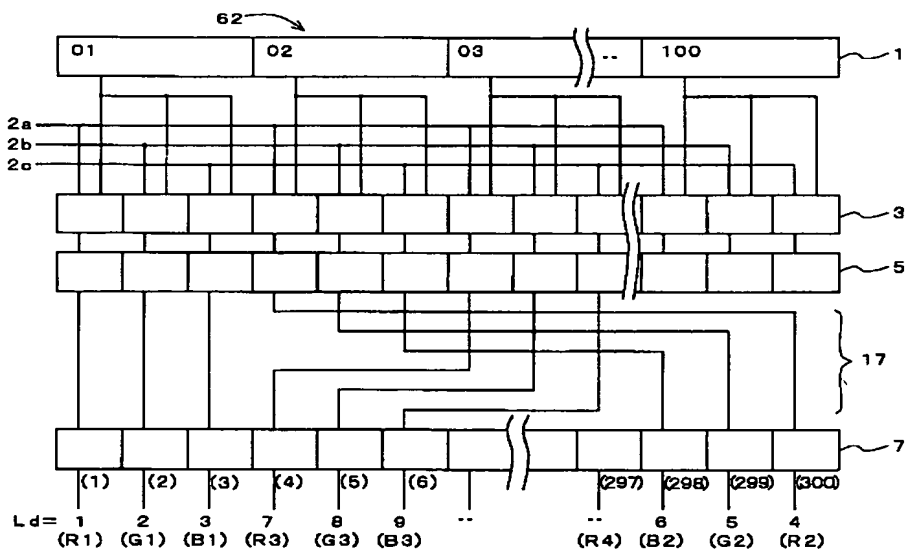 62
01 02 03 -- 100 1
2a
2b
2c
3
5
17
7
(1) (2) (3) (4) (5) (6) (297) (298) (299) (300)
Ld= 1 2 3 7 8 9 -- -- 6 5 4
(R1) (G1) (B1) (R3) (G3) (B3) (R4) (B2) (G2) (R2)